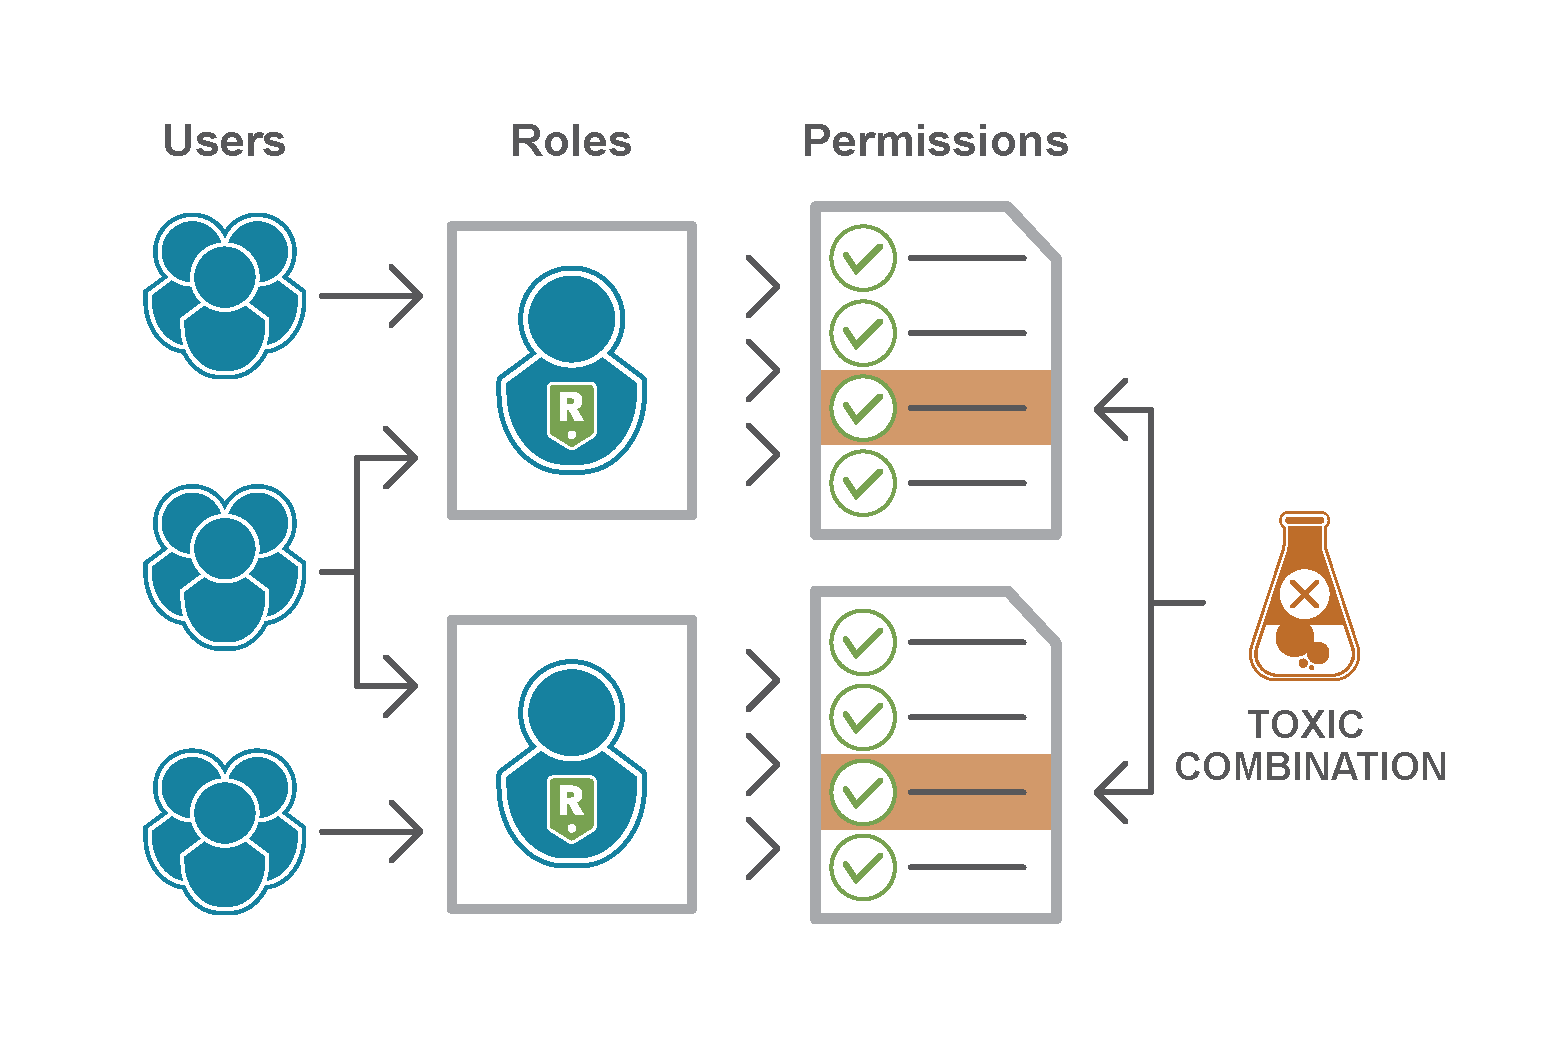 Users
Roles
Permissions
R
R
TOXIC
COMBINATION